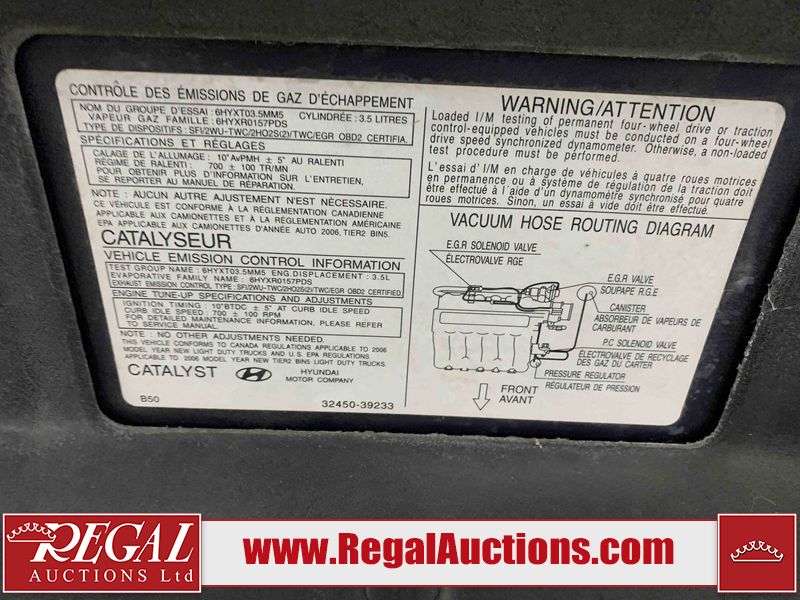 CONTRÔLE DES ÉMISSIONS DE GAZ D'ÉCHAPPEMENT
NOM DU GROUPE D'ESSAI : 6HYXT03.5MM5 CYLINDRÉE : 3.5 LITRES
VAPEUR GAZ FAMILLE : 6HYXR0157PDS
TYPE DE DISPOSITIFS : SFI/2WU-TWC/2HO2S(2)/TWC/EGR OBD2 CERTIFIA.
SPÉCIFICATIONS ET RÉGLAGES
CALAGE DE L'ALLUMAGE : 10°AvPMH ± 5° AU RALENTI
RÉGIME DE RALENTI : 700 ± 100 TR/MN
POUR OBTENIR PLUS D'INFORMATION SUR L'ENTRETIEN,
SE REPORTER AU MANUEL DE RÉPARATION.
NOTE : AUCUN AUTRE AJUSTEMENT N'EST NÉCESSAIRE.
CE VÉHICULE EST CONFORME À LA RÉGLEMENTATION CANADIENNE
APPLICABLE AUX CAMIONETTES ET À LA RÉGLEMENTATION AMÉRICAINE
EPA APPLICABLE AUX CAMIONETTES D'ANNÉE AUTO 2006, TIER2 BIN5.
CATALYSEUR
VEHICLE EMISSION CONTROL INFORMATION
TEST GROUP NAME : 6HYXT03.5MM5 ENG.DISPLACEMENT : 3.5L
EVAPORATIVE FAMILY NAME : 6HYXR0157PDS
EXHAUST EMISSION CONTROL TYPE : SFI/2WU-TWC/2HO2S(2)/TWC/EGR OBD2 CERTIFIED
ENGINE TUNE-UP SPECIFICATIONS AND ADJUSTMENTS
IGNITION TIMING : 10°BTDC ± 5° AT CURB IDLE SPEED
CURB IDLE SPEED : 700 ± 100 RPM
FOR DETAILED MAINTENANCE INFORMATION, PLEASE REFER
TO SERVICE MANUAL.
NOTE : NO OTHER ADJUSTMENTS NEEDED.
THIS VEHICLE CONFORMS TO CANADA REGULATIONS APPLICABLE TO 2006
MODEL YEAR NEW LIGHT DUTY TRUCKS AND U.S EPA REGULATIONS
APPLICABLE TO 2006 MODEL YEAR NEW TIER2 BIN5 LIGHT DUTY TRUCKS.
CATALYST
HYUNDAI
MOTOR COMPANY
B50
32450-39233
WARNING/ATTENTION
Loaded I/M testing of permanent four-wheel drive or traction
control-equipped vehicles must be conducted on a four-wheel
drive speed synchronized dynamometer. Otherwise, a non-loaded
test procedure must be performed.
L'essai d'I/M en charge de véhicules à quatre roues motrices
en permanence ou à système de régulation de la traction doit
être effectué à l'aide d'un dynamomètre synchronisé pour quatre
roues motrices. Sinon, un essai à vide doit être effectué.
VACUUM HOSE ROUTING DIAGRAM
E.G.R SOLENOID VALVE
ÉLECTROVALVE RGE
E.G.R VALVE
SOUPAPE R.G.E
CANISTER
ABSORBEUR DE VAPEURS DE
CARBURANT
P.C SOLENOID VALVE
ÉLECTROVALVE DE RECYCLAGE
DES GAZ DU CARTER
PRESSURE REGULATOR
RÉGULATEUR DE PRESSION
FRONT
AVANT
REGAL
AUCTIONS Ltd
www.RegalAuctions.com